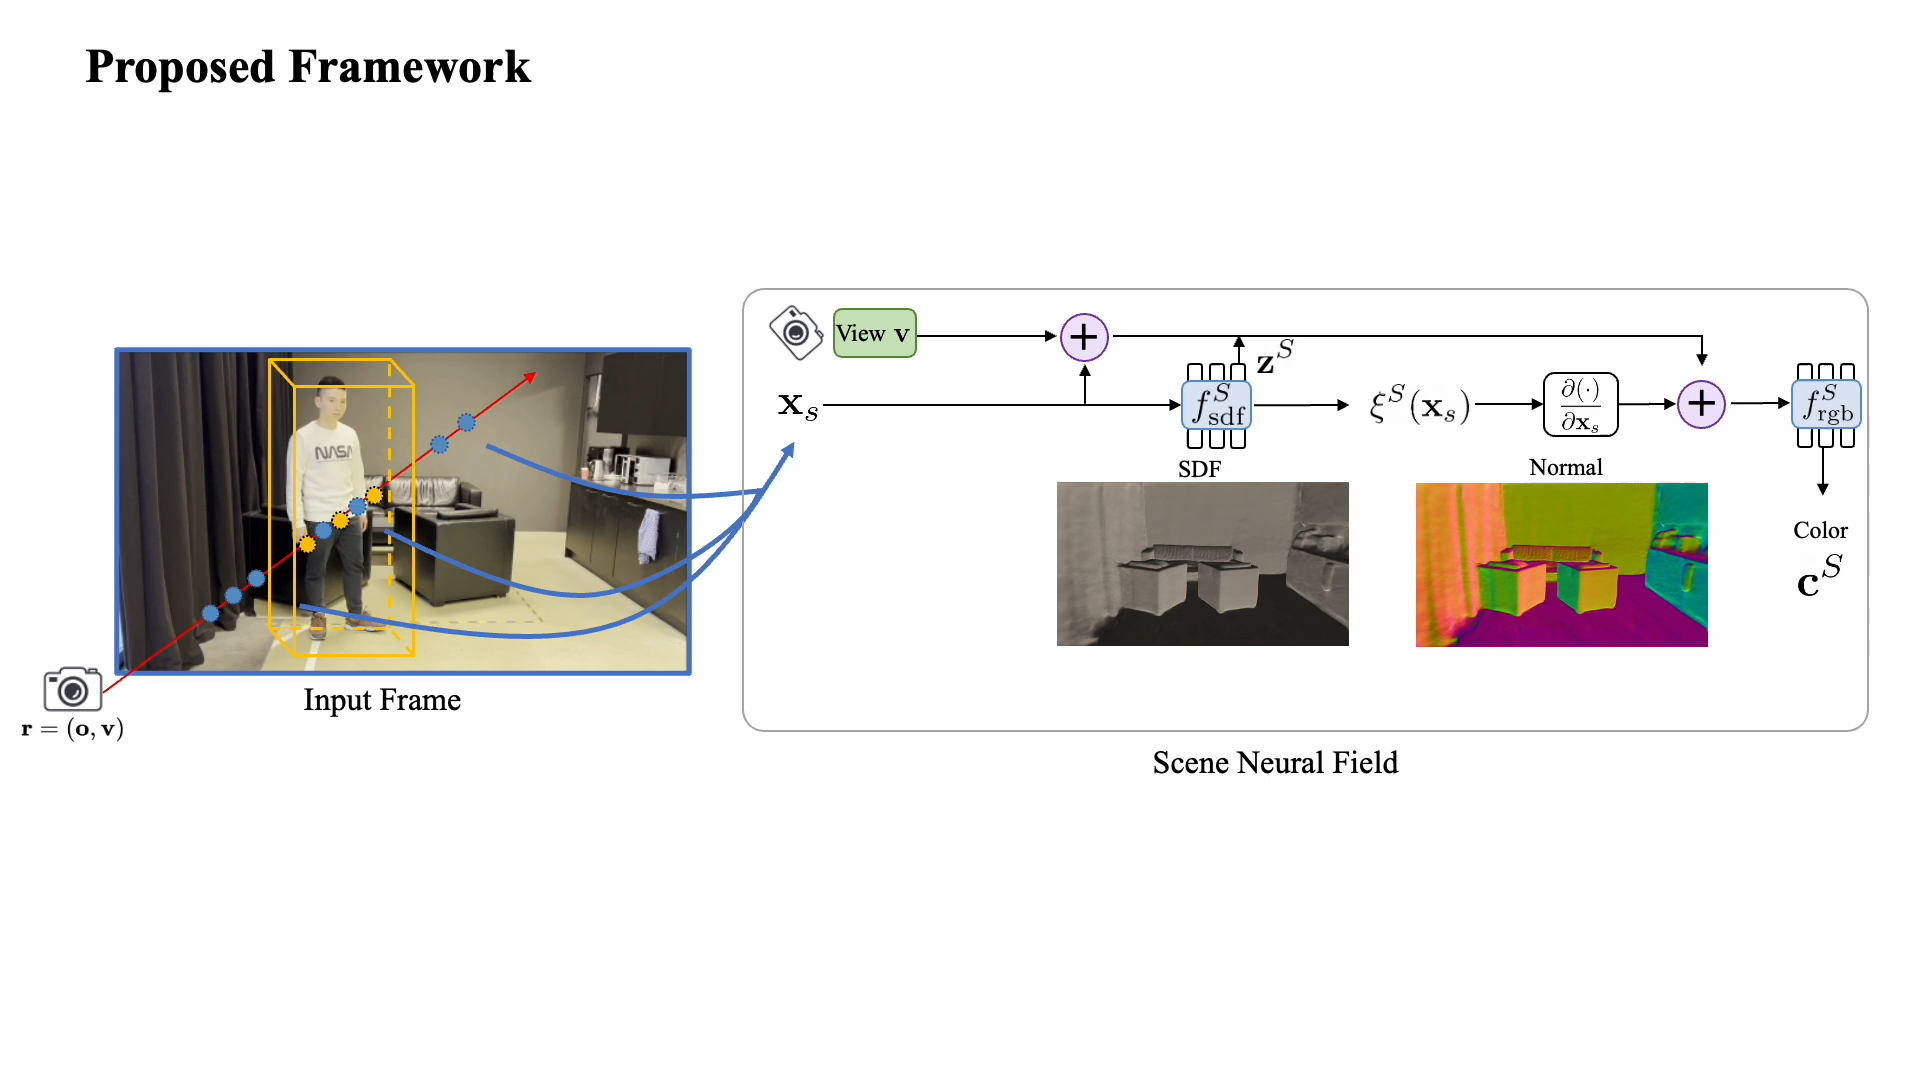 Proposed Framework
NASA
r = (o, v)
Input Frame
View v
+
z^S
x_s
f^S_sdf
ξ^S(x_s)
∂(·)/∂x_s
+
f^S_rgb
SDF
Normal
Color
c^S
Scene Neural Field